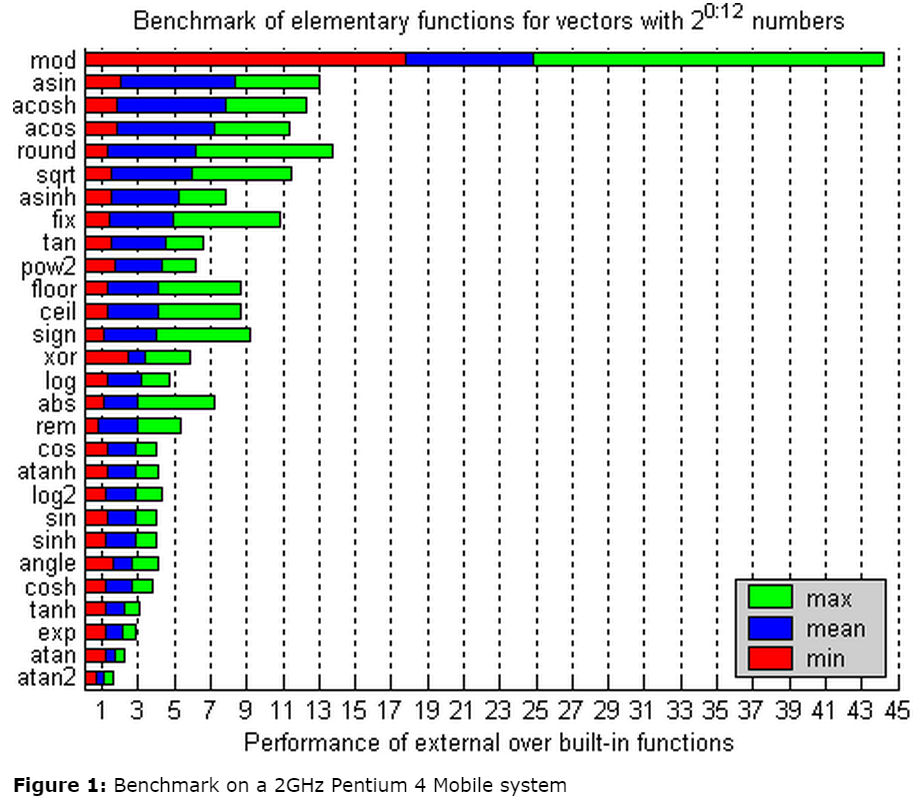 Benchmark of elementary functions for vectors with 2^0:12 numbers
mod
asin
acosh
acos
round
sqrt
asinh
fix
tan
pow2
floor
ceil
sign
xor
log
abs
rem
cos
atanh
log2
sin
sinh
angle
cosh
tanh
exp
atan
atan2
max
mean
min
1 3 5 7 9 11 13 15 17 19 21 23 25 27 29 31 33 35 37 39 41 43 45
Performance of external over built-in functions
Figure 1: Benchmark on a 2GHz Pentium 4 Mobile system